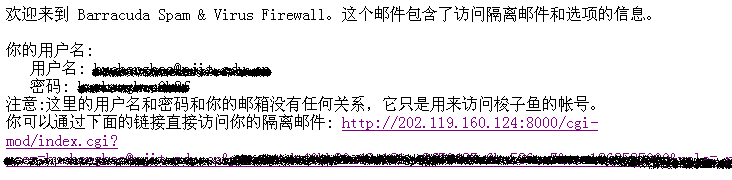 欢迎来到 Barracuda Spam & Virus Firewall。这个邮件包含了访问隔离邮件和选项的信息。
你的用户名:
用户名:
密码:
注意:这里的用户名和密码和你的邮箱没有任何关系，它只是用来访问梭子鱼的帐号。
你可以通过下面的链接直接访问你的隔离邮件: http://202.119.160.124:8000/cgi-
mod/index.cgi?